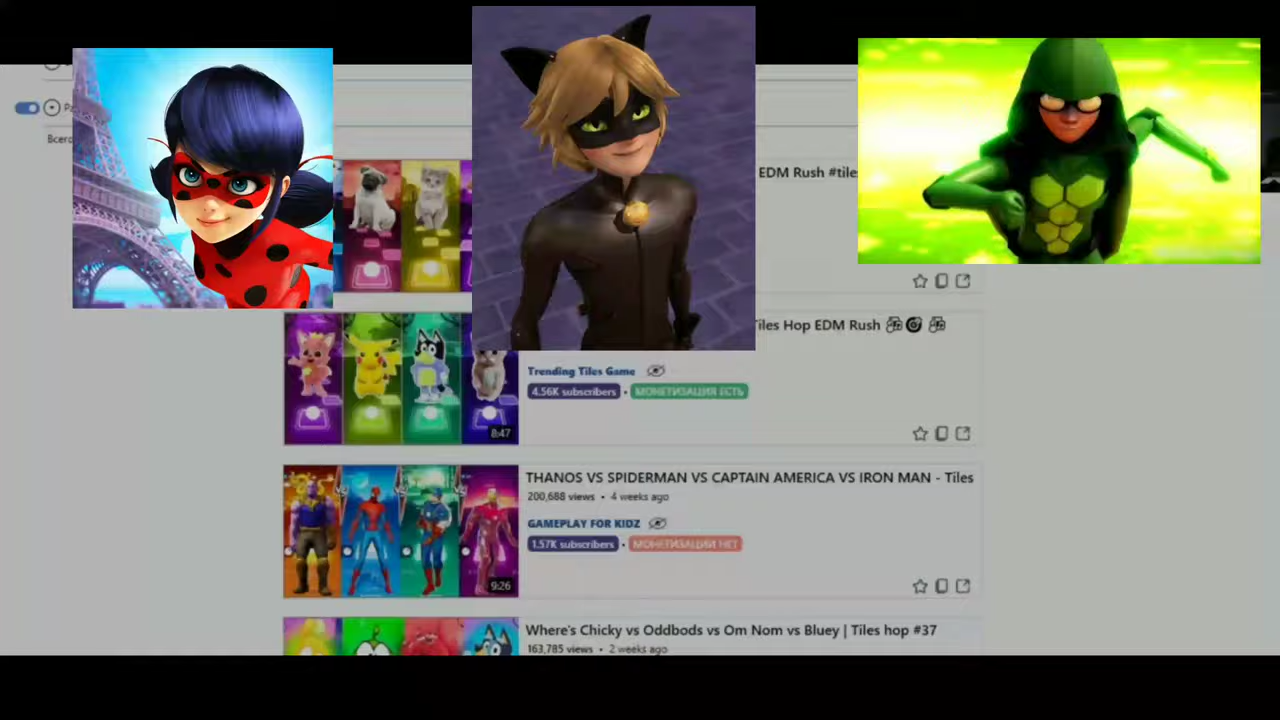 Всего
EDM Rush #tile
Tiles Hop EDM Rush
Trending Tiles Game
4.56K subscribers • МОНЕТИЗАЦИЯ ЕСТЬ
8:47
THANOS VS SPIDERMAN VS CAPTAIN AMERICA VS IRON MAN - Tiles
200,688 views • 4 weeks ago
GAMEPLAY FOR KIDZ
1.57K subscribers • МОНЕТИЗАЦИИ НЕТ
9:26
Where's Chicky vs Oddbods vs Om Nom vs Bluey | Tiles hop #37
163,785 views • 2 weeks ago